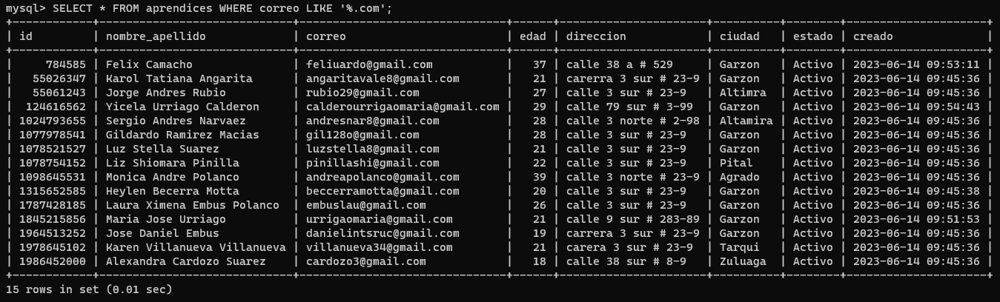 mysql> SELECT * FROM aprendices WHERE correo LIKE '%.com';
+------------+-----------------------------+-------------------------------+------+----------------------+----------+--------+---------------------+
| id         | nombre_apellido             | correo                        | edad | direccion            | ciudad   | estado | creado              |
+------------+-----------------------------+-------------------------------+------+----------------------+----------+--------+---------------------+
|     784585 | Felix Camacho               | feliuardo@gmail.com           |   37 | calle 38 a # 529     | Garzon   | Activo | 2023-06-14 09:53:11 |
|   55026347 | Karol Tatiana Angarita      | angaritavale8@gmail.com       |   21 | carerra 3 sur # 23-9 | Garzon   | Activo | 2023-06-14 09:45:36 |
|   55061243 | Jorge Andres Rubio          | rubio29@gmail.com             |   27 | calle 3 sur # 23-9   | Altimra  | Activo | 2023-06-14 09:45:36 |
|  124616562 | Yicela Urriago Calderon     | calderourrigaomaria@gmail.com |   29 | calle 79 sur # 3-99  | Garzon   | Activo | 2023-06-14 09:54:43 |
| 1024793655 | Sergio Andres Narvaez       | andresnar8@gmail.com          |   28 | calle 3 norte # 2-98 | Altamira | Activo | 2023-06-14 09:45:36 |
| 1077978541 | Gildardo Ramirez Macias     | gil128o@gmail.com             |   28 | calle 3 sur # 23-9   | Garzon   | Activo | 2023-06-14 09:45:36 |
| 1078521527 | Luz Stella Suarez           | luzstella8@gmail.com          |   21 | calle 3 sur # 23-9   | Garzon   | Activo | 2023-06-14 09:45:36 |
| 1078754152 | Liz Shiomara Pinilla        | pinillashi@gmail.com          |   22 | calle 3 sur # 23-9   | Pital    | Activo | 2023-06-14 09:45:36 |
| 1098645531 | Monica Andre Polanco        | andreapolanco@gmail.com       |   39 | calle 3 norte # 23-9 | Agrado   | Activo | 2023-06-14 09:45:36 |
| 1315652585 | Heylen Becerra Motta        | beccerramotta@gmail.com       |   20 | calle 3 sur # 23-9   | Garzon   | Activo | 2023-06-14 09:45:38 |
| 1787428185 | Laura Ximena Embus Polanco  | embuslau@gmail.com            |   26 | calle 3 sur # 23-9   | Garzon   | Activo | 2023-06-14 09:45:36 |
| 1845215856 | Maria Jose Urriago          | urrigaomaria@gmail.com        |   21 | calle 9 sur # 283-89 | Garzon   | Activo | 2023-06-14 09:51:53 |
| 1964513252 | Jose Daniel Embus           | danielintsruc@gmail.com       |   19 | carrera 3 sur # 23-9 | Garzon   | Activo | 2023-06-14 09:45:36 |
| 1978645102 | Karen Villanueva Villanueva | villanueva34@gmail.com        |   21 | carera 3 sur # 23-9  | Tarqui   | Activo | 2023-06-14 09:45:36 |
| 1986452000 | Alexandra Cardozo Suarez    | cardozo3@gmail.com            |   18 | calle 38 sur # 8-9   | Zuluaga  | Activo | 2023-06-14 09:45:36 |
+------------+-----------------------------+-------------------------------+------+----------------------+----------+--------+---------------------+
15 rows in set (0.01 sec)